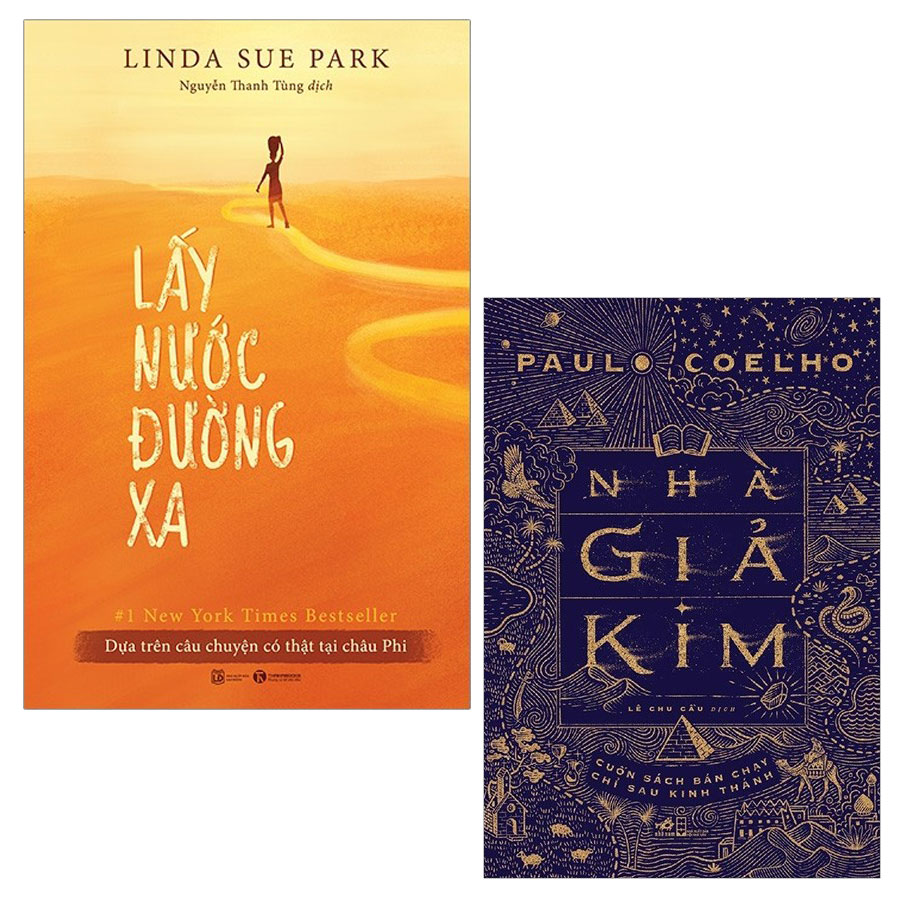 LINDA SUE PARK
Nguyễn Thanh Tùng dịch
LẤY
NƯỚC
ĐƯỜNG
XA
#1 New York Times Bestseller
Dựa trên câu chuyện có thật tại châu Phi
THAIHABOOKS
PAULO COELHO
NHÀ
GIẢ
KIM
LÊ CHU CẦU DỊCH
CUỐN SÁCH BÁN CHẠY
CHỈ SAU KINH THÁNH